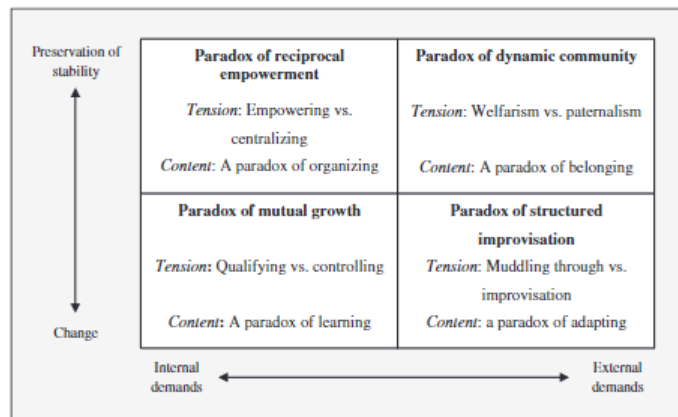 Preservation of
stability
Paradox of reciprocal
empowerment
Tension: Empowering vs.
centralizing
Content: A paradox of organizing
Paradox of dynamic community
Tension: Welfarism vs. paternalism
Content: A paradox of belonging
Paradox of mutual growth
Tension: Qualifying vs. controlling
Content: A paradox of learning
Paradox of structured
improvisation
Tension: Muddling through vs.
improvisation
Content: a paradox of adapting
Change
Internal
demands
External
demands